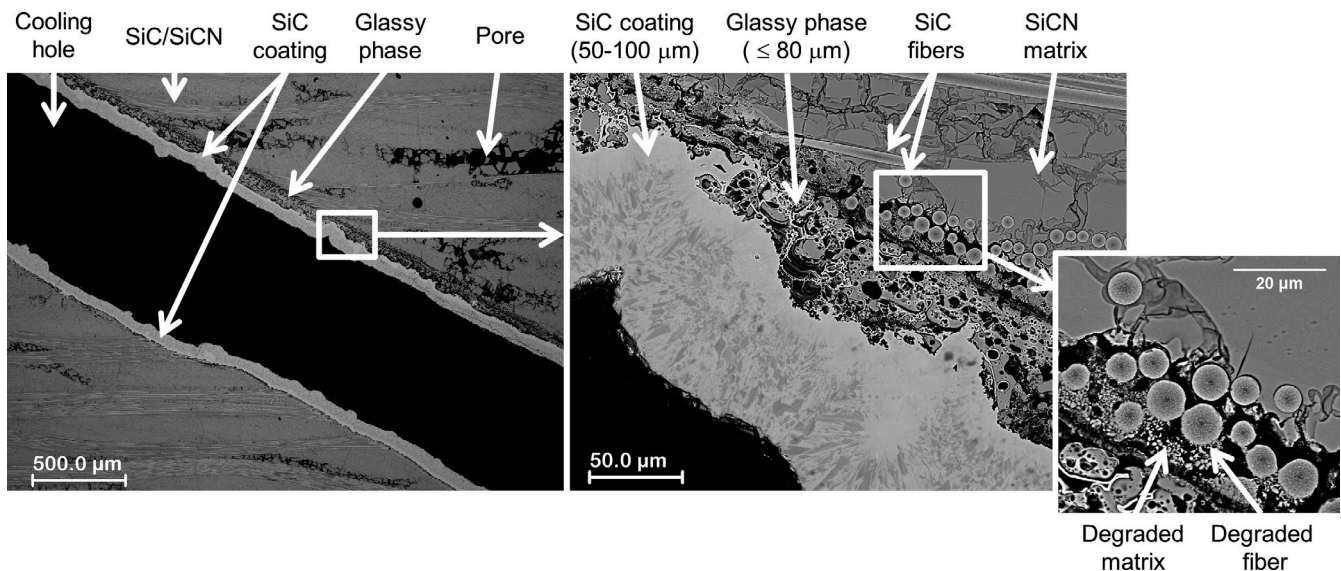 Cooling
hole
SiC/SiCN
SiC
coating
Glassy
phase
Pore
SiC coating
(50-100 µm)
Glassy phase
( ≤ 80 µm)
SiC
fibers
SiCN
matrix
500.0 µm
50.0 µm
20 µm
Degraded
matrix
Degraded
fiber